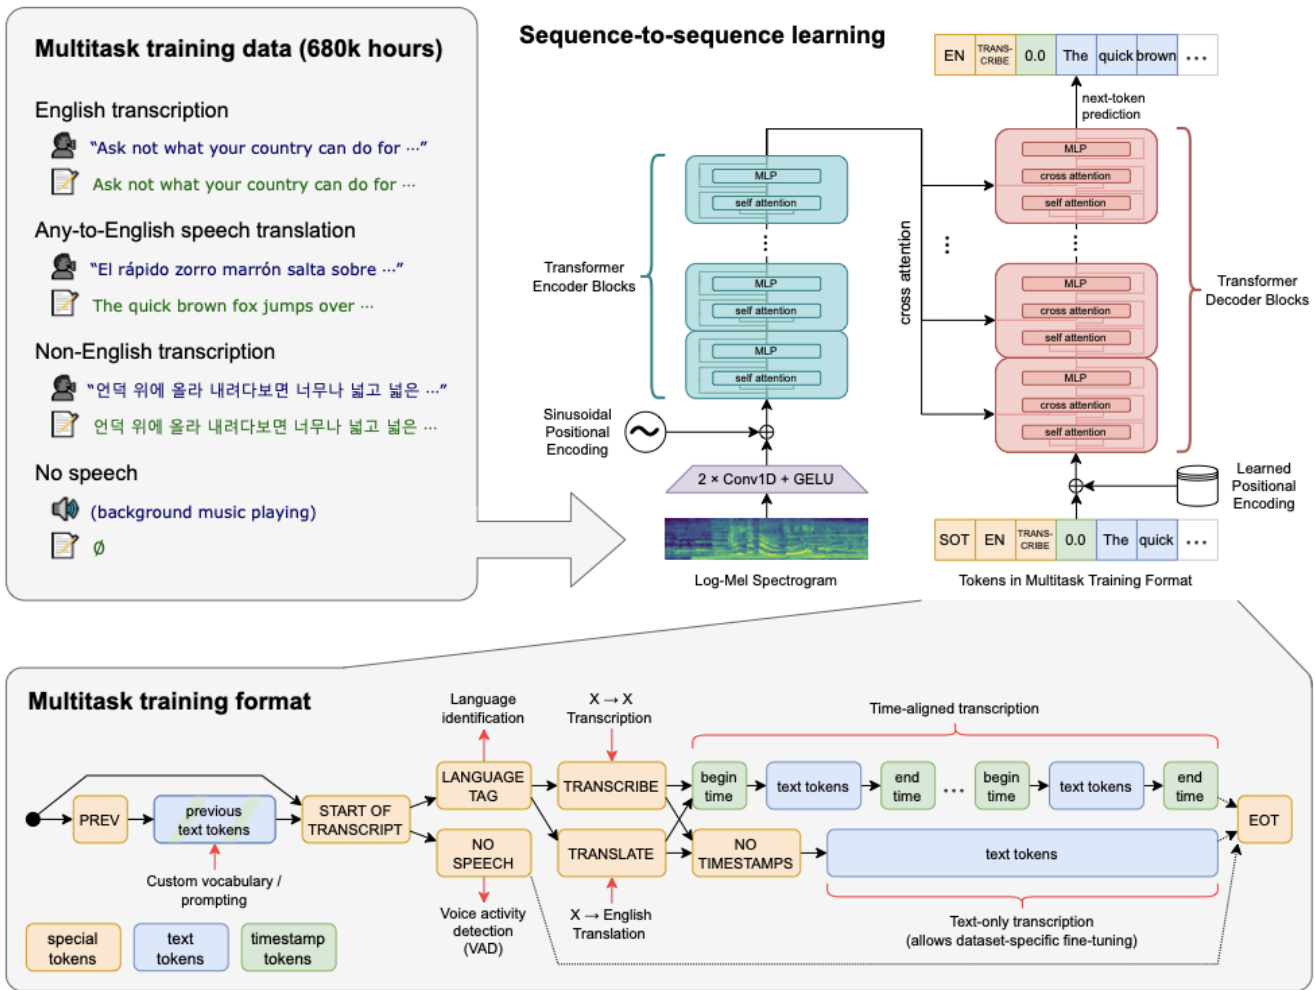 Multitask training data (680k hours)
English transcription
“Ask not what your country can do for ⋯”
Ask not what your country can do for ⋯
Any-to-English speech translation
“El rápido zorro marrón salta sobre ⋯”
The quick brown fox jumps over ⋯
Non-English transcription
“언덕 위에 올라 내려다보면 너무나 넓고 넓은 ⋯”
언덕 위에 올라 내려다보면 너무나 넓고 넓은 ⋯
No speech
(background music playing)
∅
Sequence-to-sequence learning
EN TRANS-CRIBE 0.0 The quick brown ⋯
next-token
prediction
MLP
self attention
⋮
MLP
self attention
MLP
self attention
Transformer
Encoder Blocks
Sinusoidal
Positional
Encoding
2 × Conv1D + GELU
Log-Mel Spectrogram
cross attention
⋮
MLP
cross attention
self attention
⋮
MLP
cross attention
self attention
MLP
cross attention
self attention
Transformer
Decoder Blocks
Learned
Positional
Encoding
SOT EN TRANS-CRIBE 0.0 The quick ⋯
Tokens in Multitask Training Format
Multitask training format
Language
identification
X → X
Transcription
Time-aligned transcription
PREV
previous
text tokens
START OF
TRANSCRIPT
LANGUAGE
TAG
NO
SPEECH
TRANSCRIBE
TRANSLATE
begin
time
text tokens
end
time
⋯
begin
time
text tokens
end
time
NO
TIMESTAMPS
text tokens
EOT
Custom vocabulary /
prompting
Voice activity
detection
(VAD)
X → English
Translation
Text-only transcription
(allows dataset-specific fine-tuning)
special
tokens
text
tokens
timestamp
tokens